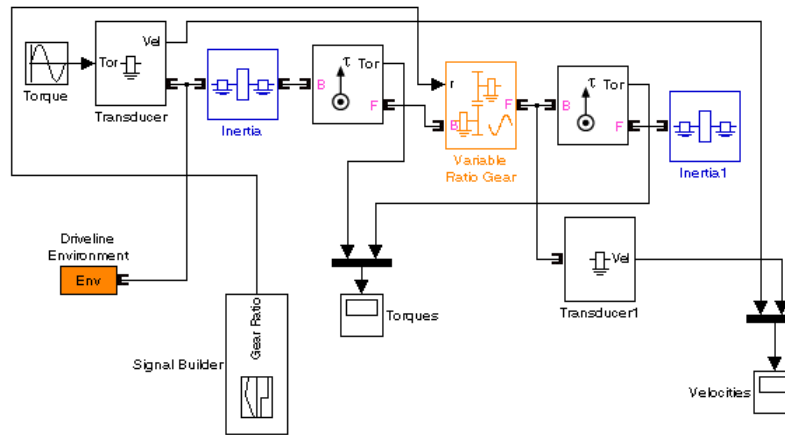 Torque
Tor
Vel
Transducer
Inertia
B
τ
Tor
F
r
B
F
Variable
Ratio Gear
B
τ
Tor
F
Inertia1
Driveline
Environment
Env
Vel
Transducer1
Gear Ratio
Signal Builder
Torques
Velocities